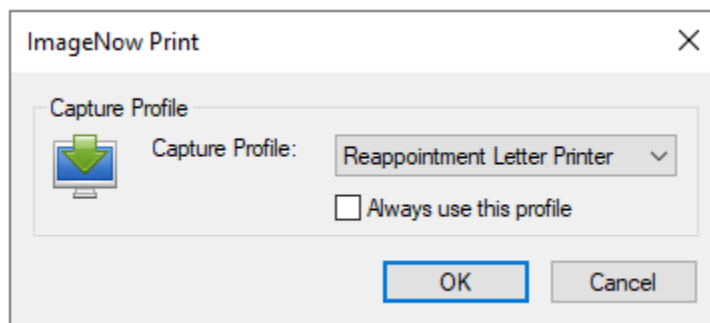 ImageNow Print
Capture Profile
Capture Profile: Reappointment Letter Printer
Always use this profile
OK Cancel